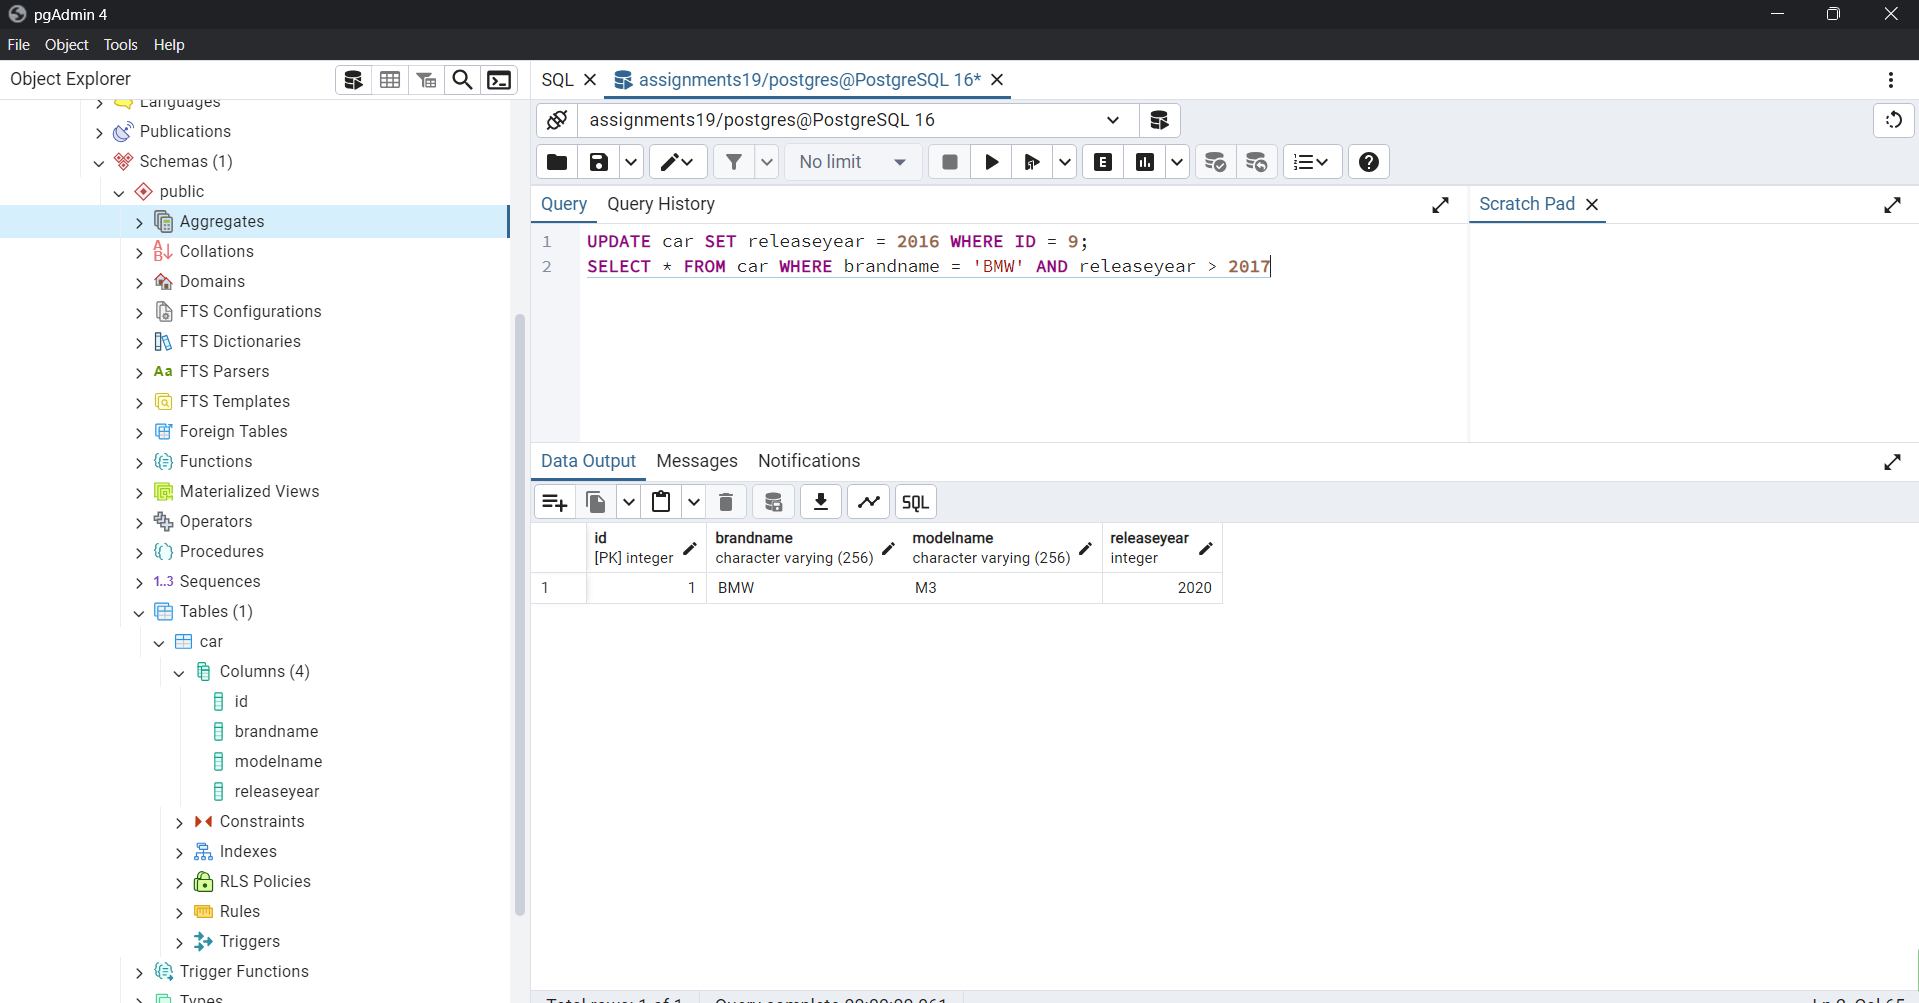 pgAdmin 4
File Object Tools Help
Object Explorer
SQL assignments19/postgres@PostgreSQL 16*
assignments19/postgres@PostgreSQL 16
No limit
E
Query Query History
Scratch Pad
1 UPDATE car SET releaseyear = 2016 WHERE ID = 9;
2 SELECT * FROM car WHERE brandname = 'BMW' AND releaseyear > 2017
Languages
Publications
Schemas (1)
public
Aggregates
Collations
Domains
FTS Configurations
FTS Dictionaries
Aa FTS Parsers
FTS Templates
Foreign Tables
Functions
Materialized Views
Operators
Procedures
1..3 Sequences
Tables (1)
car
Columns (4)
id
brandname
modelname
releaseyear
Constraints
Indexes
RLS Policies
Rules
Triggers
Trigger Functions
Types
Data Output Messages Notifications
SQL
id brandname modelname releaseyear
[PK] integer character varying (256) character varying (256) integer
1 1 BMW M3 2020
Total rows: 1 of 1 Query complete 00:00:00.061